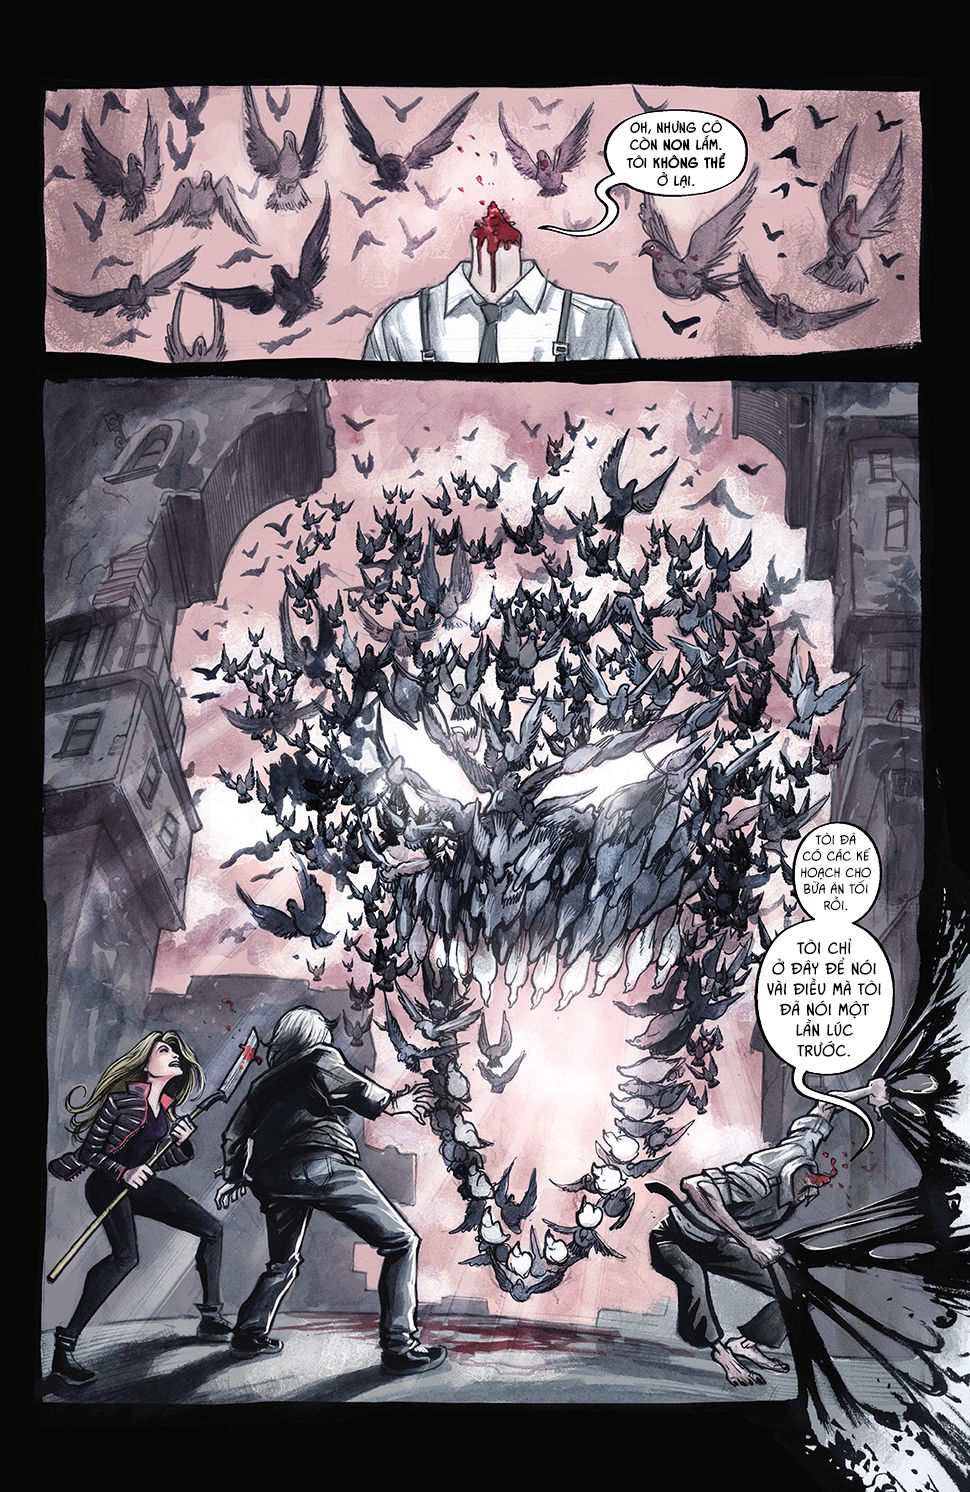 OH, NHƯNG CÔ
CÒN NON LẮM.
TÔI KHÔNG THỂ
Ở LẠI.
TÔI ĐÃ
CÓ CÁC KẾ
HOẠCH CHO
BỮA ĂN TỐI
RỒI.
TÔI CHỈ
Ở ĐÂY ĐỂ NÓI
VÀI ĐIỀU MÀ TÔI
ĐÃ NÓI MỘT
LẦN LÚC
TRƯỚC.